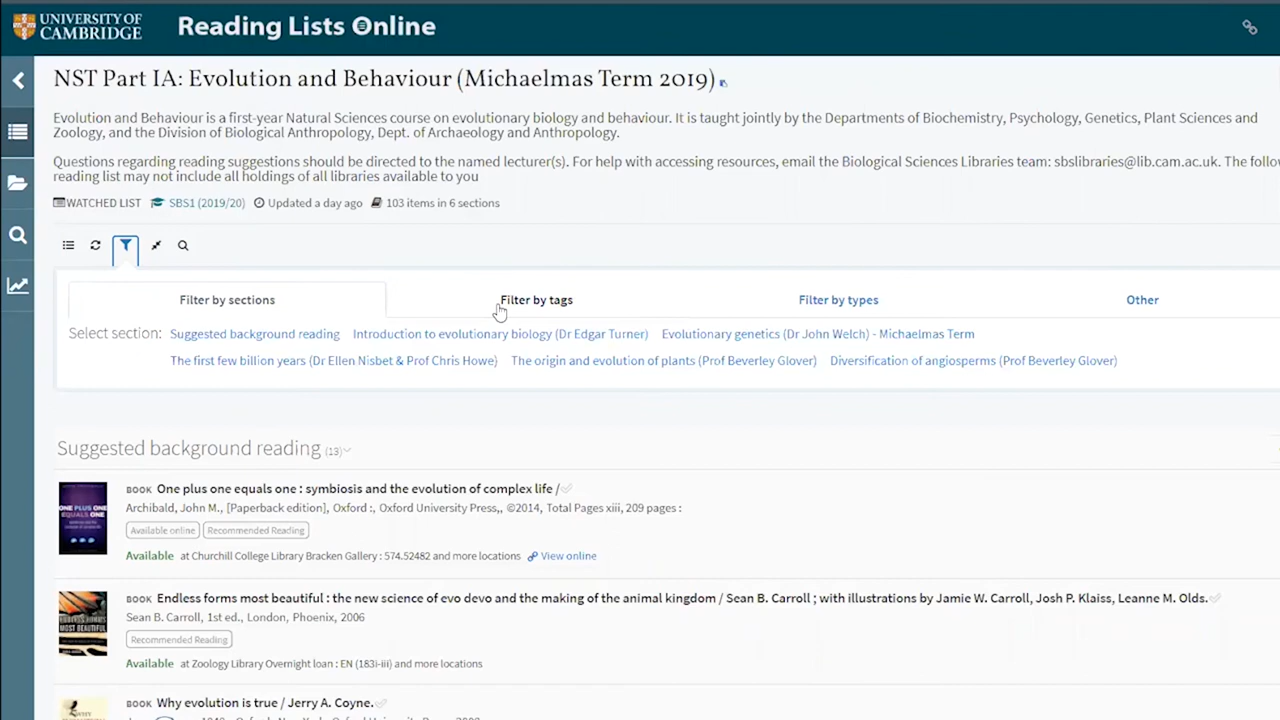 UNIVERSITY OF
CAMBRIDGE
Reading Lists Online
NST Part IA: Evolution and Behaviour (Michaelmas Term 2019)
Evolution and Behaviour is a first-year Natural Sciences course on evolutionary biology and behaviour. It is taught jointly by the Departments of Biochemistry, Psychology, Genetics, Plant Sciences and
Zoology, and the Division of Biological Anthropology, Dept. of Archaeology and Anthropology.
Questions regarding reading suggestions should be directed to the named lecturer(s). For help with accessing resources, email the Biological Sciences Libraries team: sbslibraries@lib.cam.ac.uk. The follo
reading list may not include all holdings of all libraries available to you
WATCHED LIST SBS1 (2019/20) Updated a day ago 103 items in 6 sections
Filter by sections Filter by tags Filter by types Other
Select section: Suggested background reading Introduction to evolutionary biology (Dr Edgar Turner) Evolutionary genetics (Dr John Welch) - Michaelmas Term
The first few billion years (Dr Ellen Nisbet & Prof Chris Howe) The origin and evolution of plants (Prof Beverley Glover) Diversification of angiosperms (Prof Beverley Glover)
Suggested background reading (13)
BOOK One plus one equals one : symbiosis and the evolution of complex life /
Archibald, John M., [Paperback edition], Oxford :, Oxford University Press,, ©2014, Total Pages xiii, 209 pages :
Available online Recommended Reading
Available at Churchill College Library Bracken Gallery : 574.52482 and more locations View online
ONE PLUS ONE
EQUALS ONE
BOOK Endless forms most beautiful : the new science of evo devo and the making of the animal kingdom / Sean B. Carroll ; with illustrations by Jamie W. Carroll, Josh P. Klaiss, Leanne M. Olds.
Sean B. Carroll, 1st ed., London, Phoenix, 2006
Recommended Reading
Available at Zoology Library Overnight loan : EN (183i-iii) and more locations
MOST BEAUTIFUL
BOOK Why evolution is true / Jerry A. Coyne.